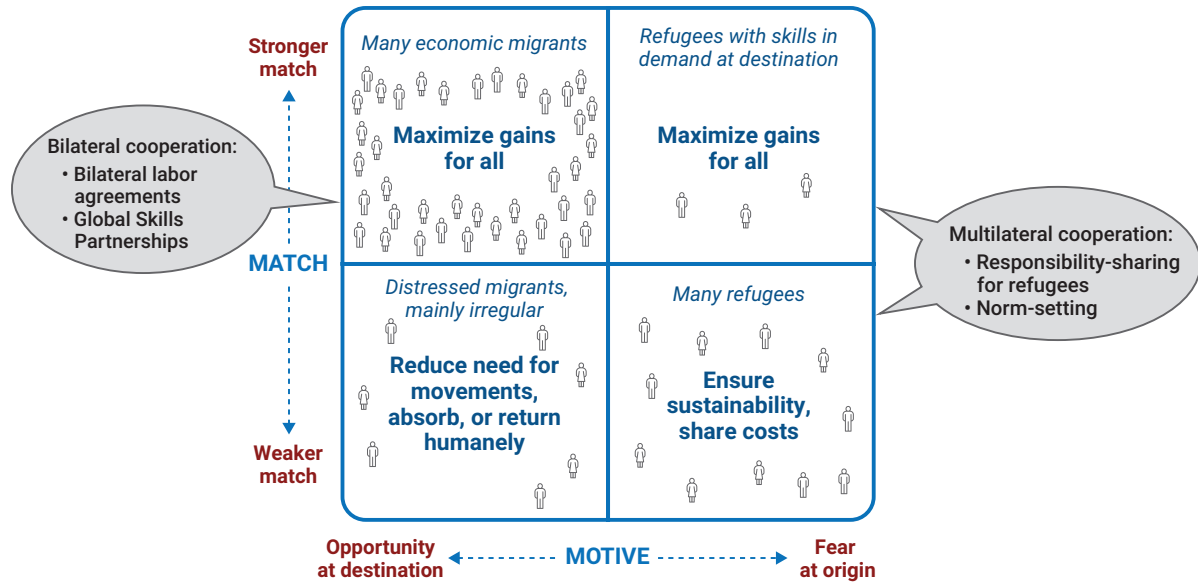 Stronger
match
Many economic migrants
Maximize gains
for all
Refugees with skills in
demand at destination
Maximize gains
for all
Bilateral cooperation:
• Bilateral labor
agreements
• Global Skills
Partnerships
MATCH
Multilateral cooperation:
• Responsibility-sharing
for refugees
• Norm-setting
Distressed migrants,
mainly irregular
Reduce need for
movements,
absorb, or return
humanely
Many refugees
Ensure
sustainability,
share costs
Weaker
match
Opportunity
at destination
MOTIVE
Fear
at origin